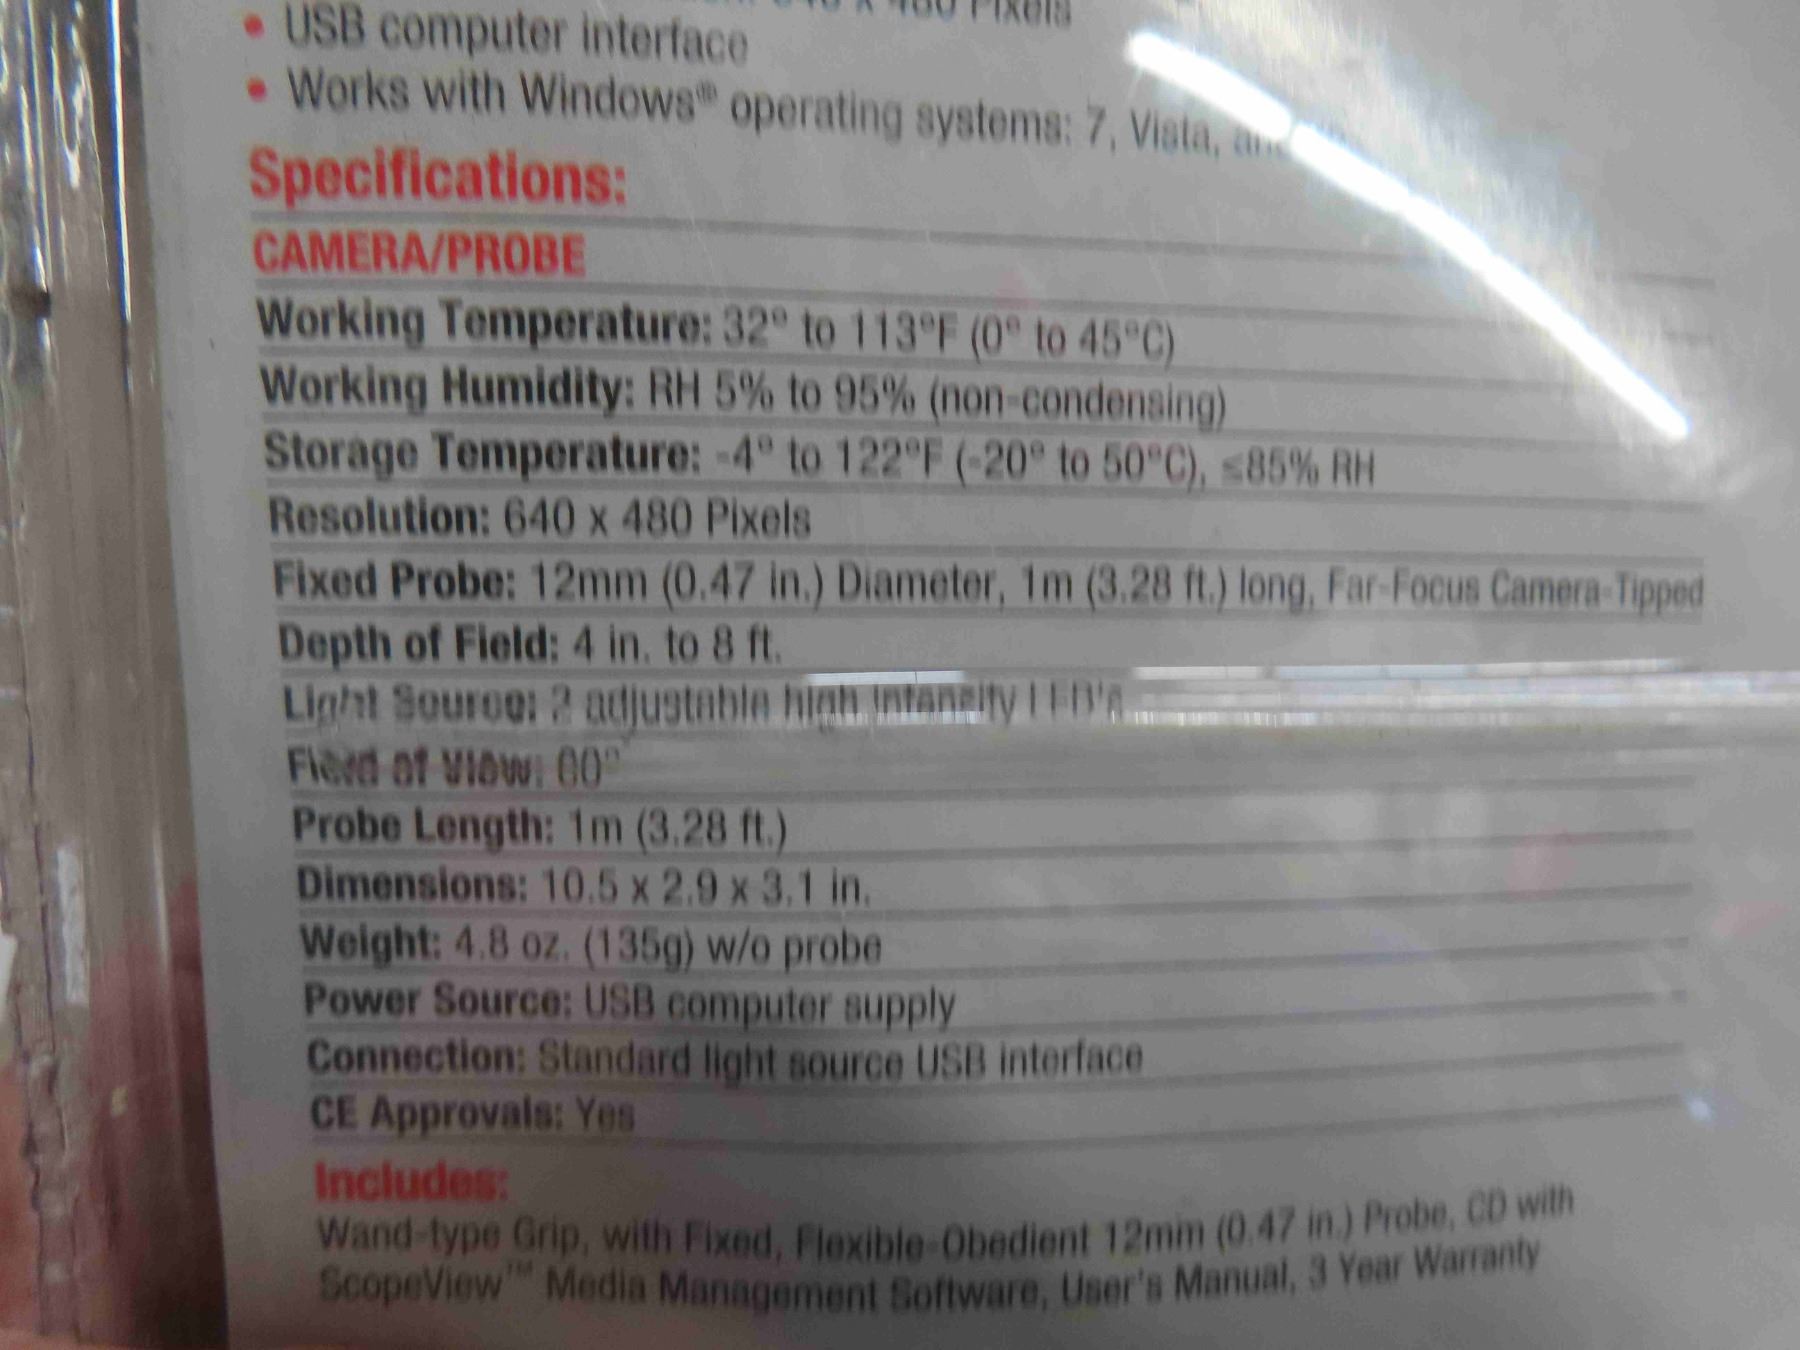 640 x 480 Pixels
• USB computer interface
• Works with Windows® operating systems: 7, Vista,
Specifications:
CAMERA/PROBE
Working Temperature: 32° to 113°F (0° to 45°C)
Working Humidity: RH 5% to 95% (non-condensing)
Storage Temperature: -4° to 122°F (-20° to 50°C), ≤85% RH
Resolution: 640 x 480 Pixels
Fixed Probe: 12mm (0.47 in.) Diameter, 1m (3.28 ft.) long, Far-Focus Camera-Tipped
Depth of Field: 4 in. to 8 ft.
Light Source: 2 adjustable high intensity LED's
Field of View: 60°
Probe Length: 1m (3.28 ft.)
Dimensions: 10.5 x 2.9 x 3.1 in.
Weight: 4.8 oz. (135g) w/o probe
Power Source: USB computer supply
Connection: Standard light source USB interface
CE Approvals: Yes
Includes:
Wand-type Grip, with Fixed, Flexible-Obedient 12mm (0.47 in.) Probe, CD with
ScopeView™ Media Management Software, User's Manual, 3 Year Warranty